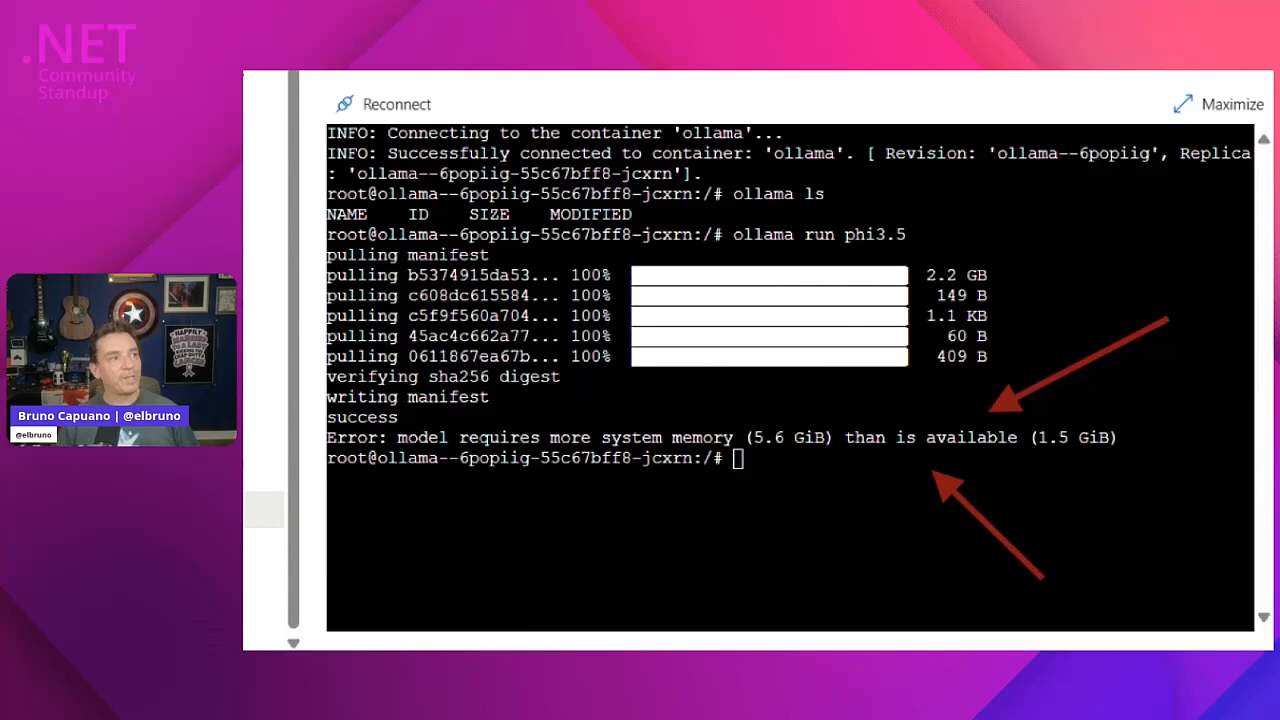 .NET
Community
Standup
Reconnect
Maximize
INFO: Connecting to the container 'ollama'...
INFO: Successfully connected to container: 'ollama'. [ Revision: 'ollama--6popiig', Replica
: 'ollama--6popiig-55c67bff8-jcxrn'].
root@ollama--6popiig-55c67bff8-jcxrn:/# ollama ls
NAME ID SIZE MODIFIED
root@ollama--6popiig-55c67bff8-jcxrn:/# ollama run phi3.5
pulling manifest
pulling b5374915da53... 100% 2.2 GB
pulling c608dc615584... 100% 149 B
pulling c5f9f560a704... 100% 1.1 KB
pulling 45ac4c662a77... 100% 60 B
pulling 0611867ea67b... 100% 409 B
verifying sha256 digest
writing manifest
success
Error: model requires more system memory (5.6 GiB) than is available (1.5 GiB)
root@ollama--6popiig-55c67bff8-jcxrn:/#
HAPPILY
Bruno Capuano | @elbruno
@elbruno